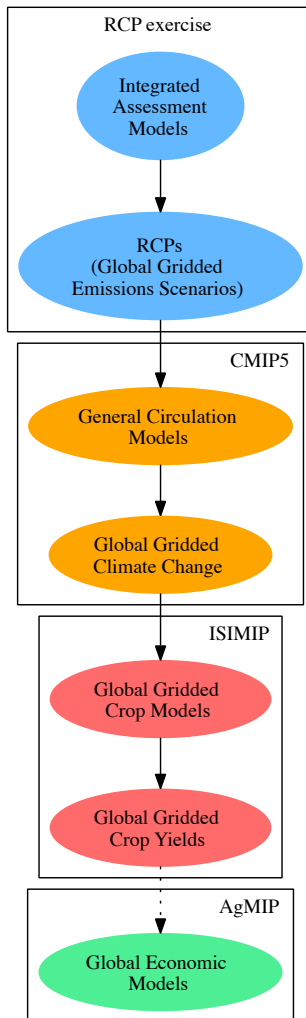 RCP exercise
Integrated
Assessment
Models
RCPs
(Global Gridded
Emissions Scenarios)
CMIP5
General Circulation
Models
Global Gridded
Climate Change
ISIMIP
Global Gridded
Crop Models
Global Gridded
Crop Yields
AgMIP
Global Economic
Models